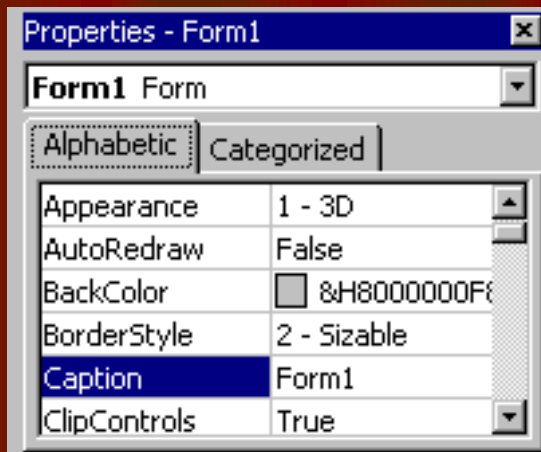 Properties - Form1
Form1 Form
Alphabetic Categorized
Appearance 1 - 3D
AutoRedraw False
BackColor &H8000000F&
BorderStyle 2 - Sizable
Caption Form1
ClipControls True